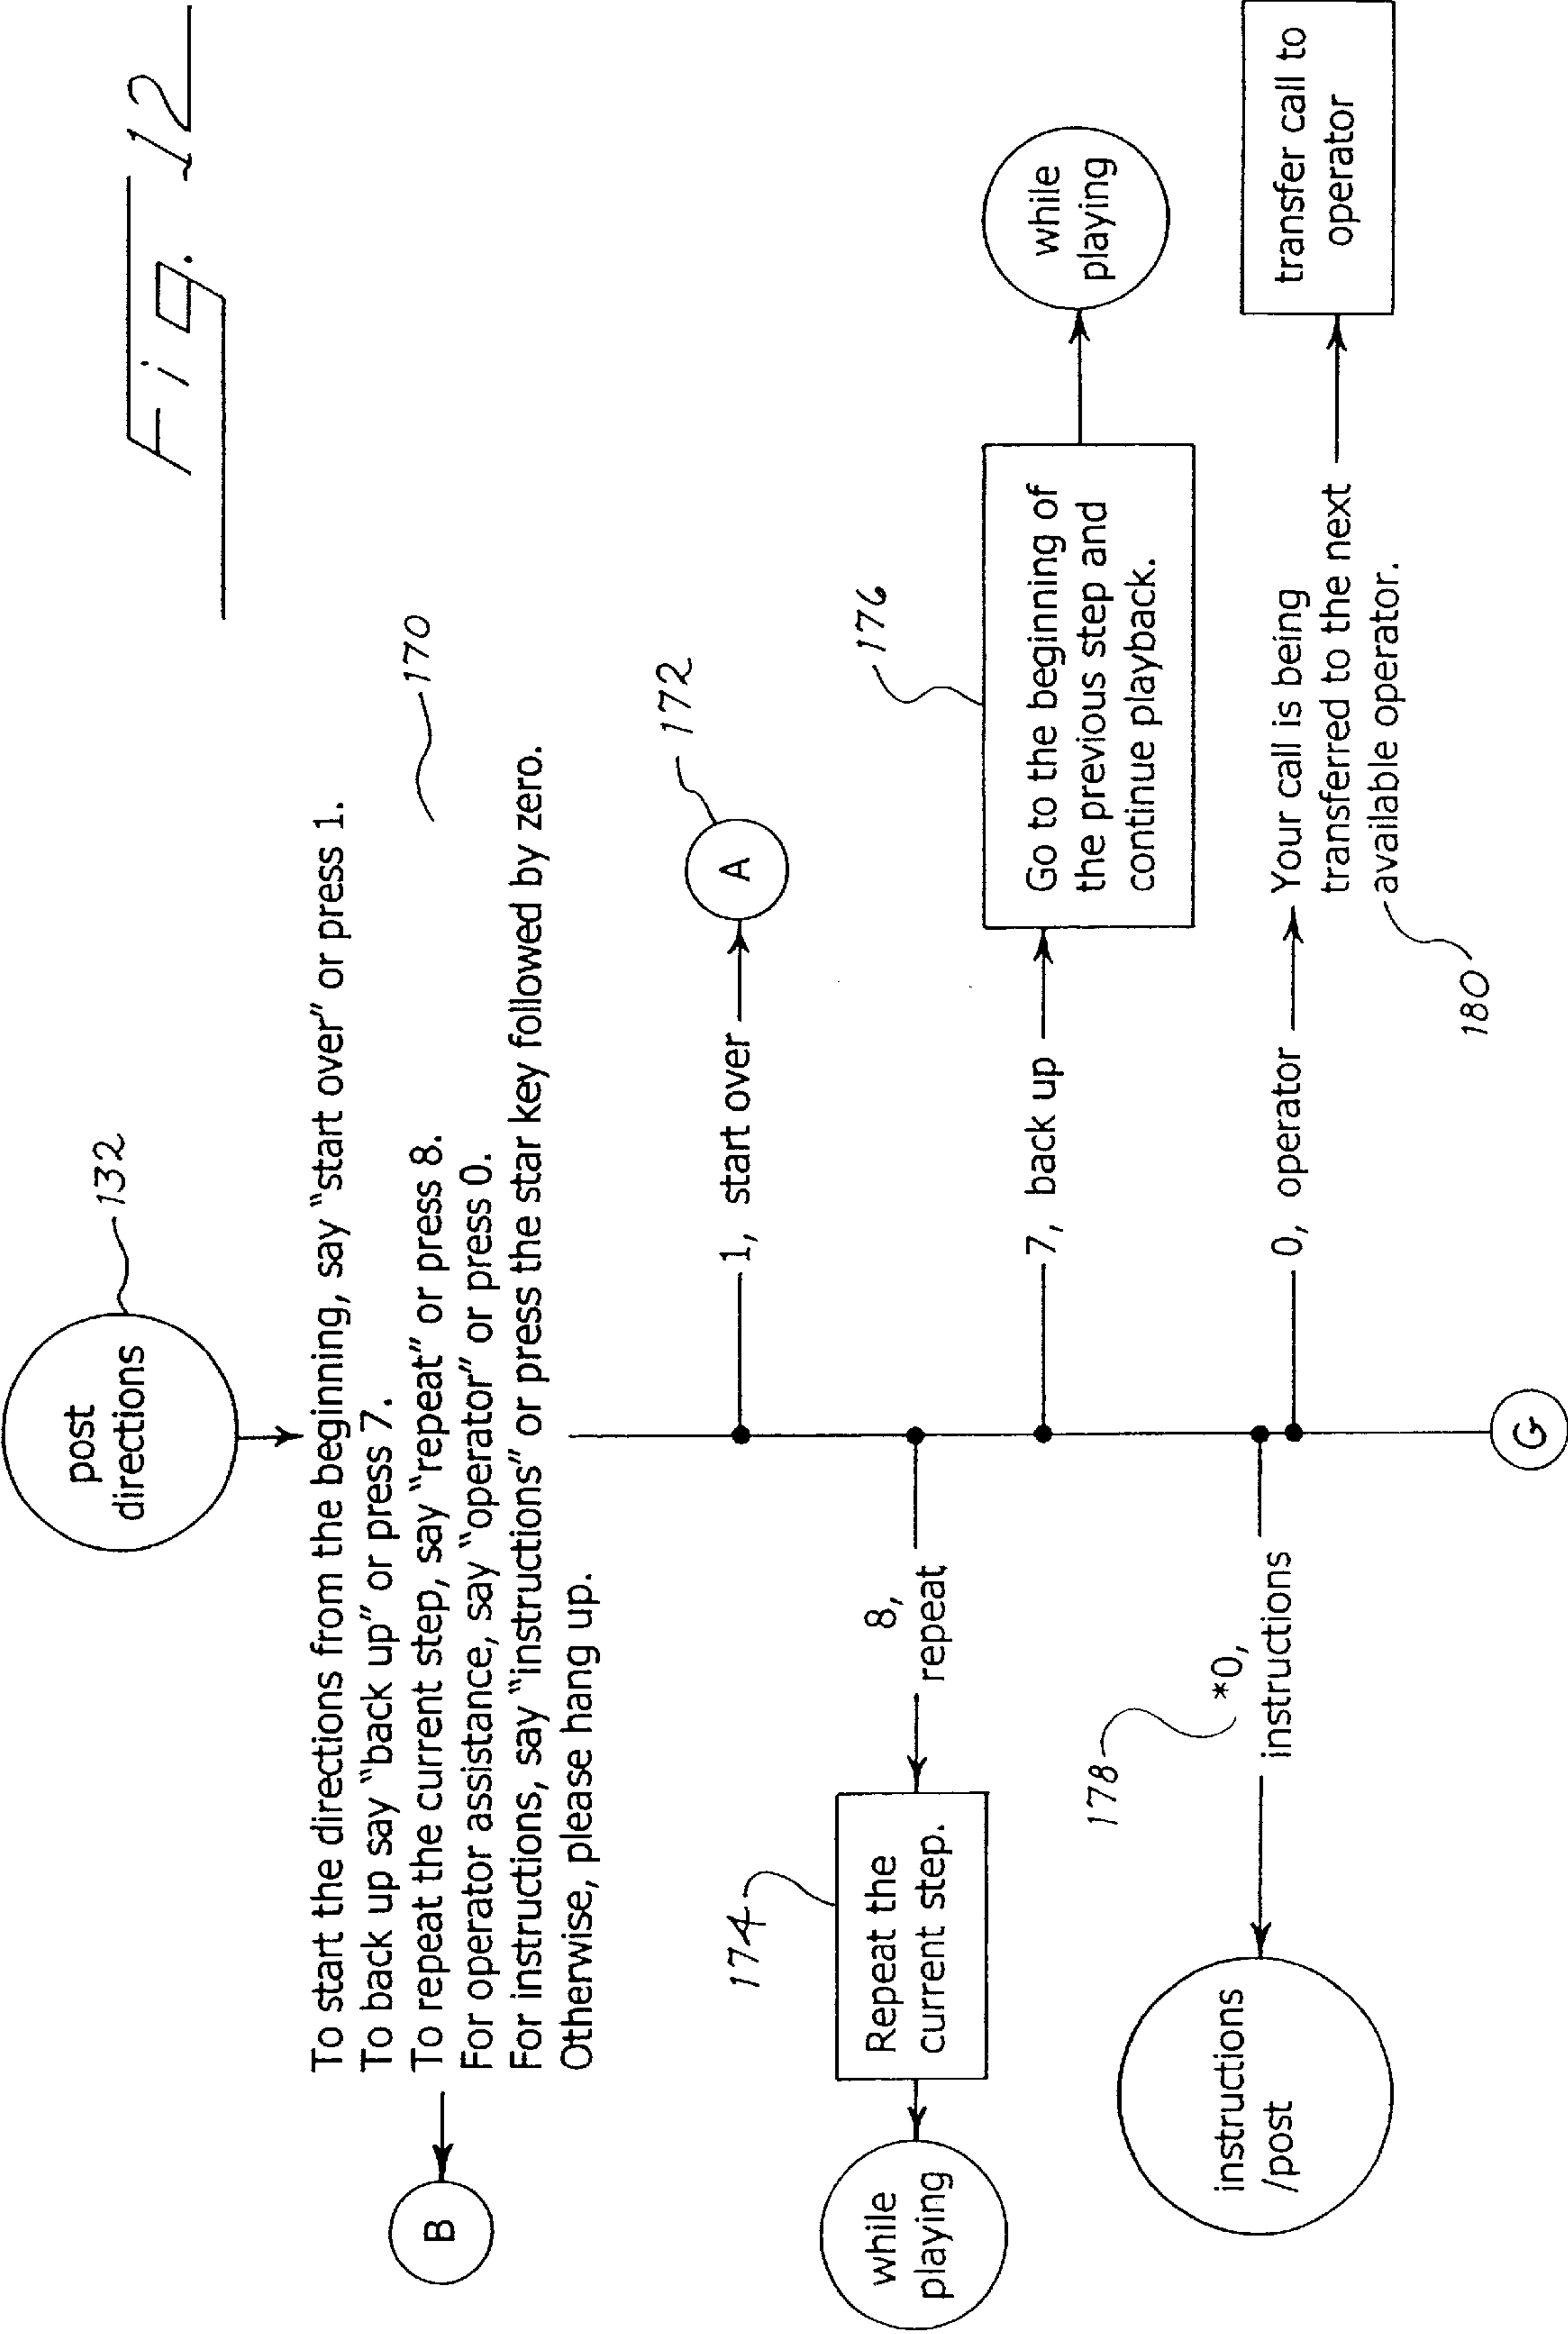 Fig. 12
post
directions
132
To start the directions from the beginning, say "start over" or press 1.
To back up say "back up" or press 7.
To repeat the current step, say "repeat" or press 8.
For operator assistance, say "operator" or press 0.
For instructions, say "instructions" or press the star key followed by zero.
Otherwise, please hang up.
170
B
1, start over
A
172
8,
repeat
174
Repeat the
current step.
while
playing
7, back up
176
Go to the beginning of
the previous step and
continue playback.
while
playing
178
*0,
instructions
instructions
/post
0, operator
Your call is being
transferred to the next
available operator.
180
transfer call to
operator
G